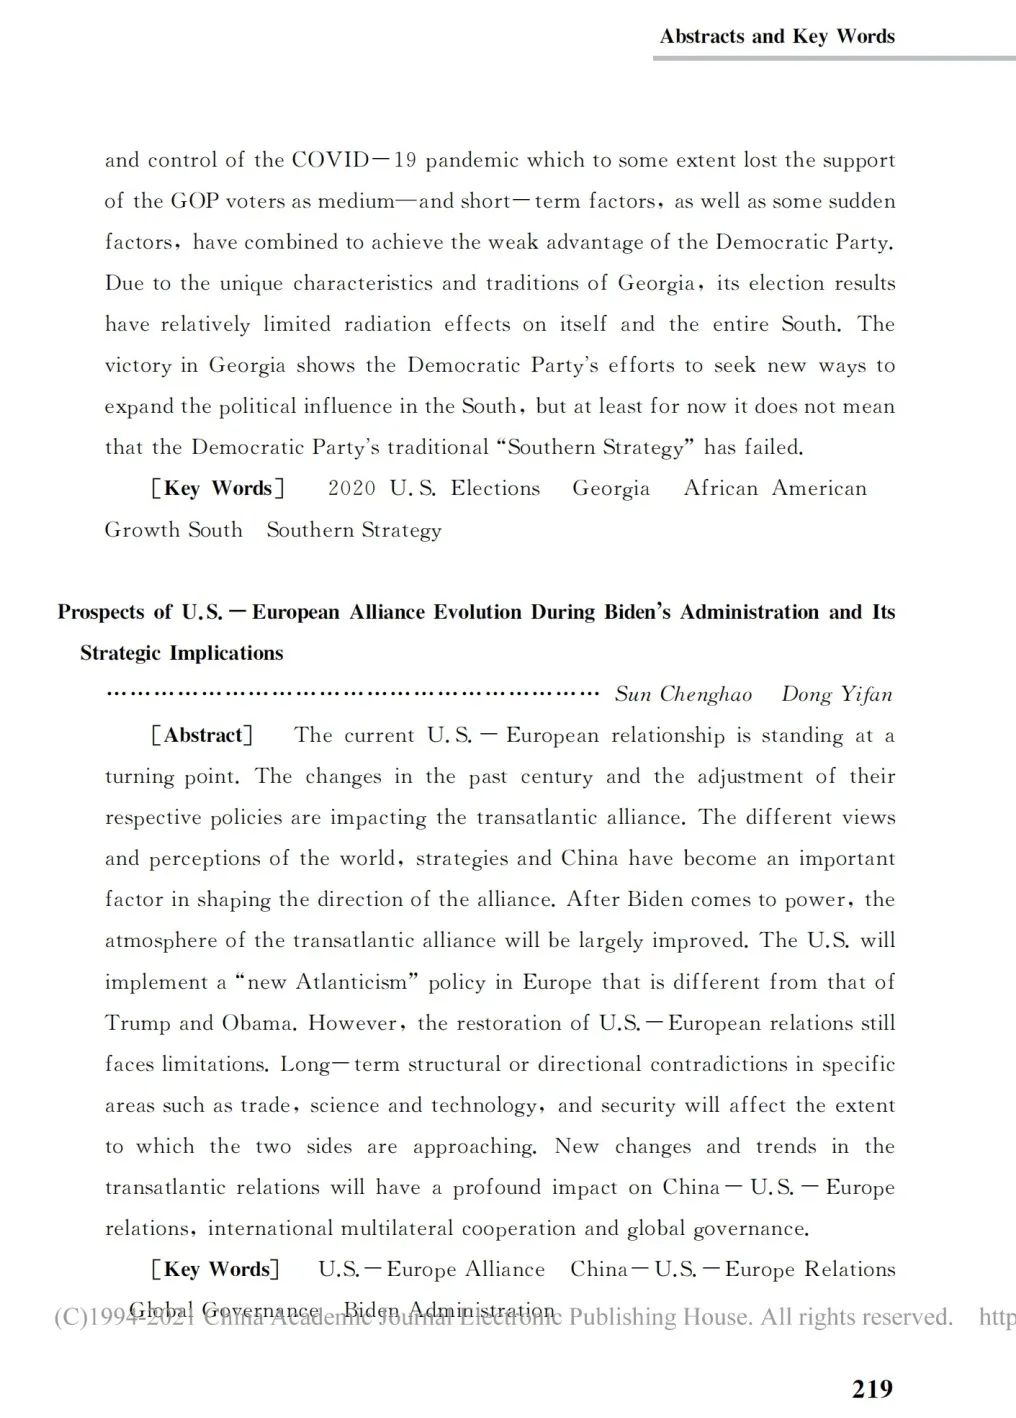 Abstracts and Key Words
and control of the COVID－19 pandemic which to some extent lost the support
of the GOP voters as medium—and short－term factors, as well as some sudden
factors, have combined to achieve the weak advantage of the Democratic Party.
Due to the unique characteristics and traditions of Georgia, its election results
have relatively limited radiation effects on itself and the entire South. The
victory in Georgia shows the Democratic Party's efforts to seek new ways to
expand the political influence in the South, but at least for now it does not mean
that the Democratic Party's traditional “Southern Strategy” has failed.
[Key Words] 2020 U.S. Elections Georgia African American
Growth South Southern Strategy
Prospects of U.S.－European Alliance Evolution During Biden's Administration and Its
Strategic Implications
………………………………………………………… Sun Chenghao Dong Yifan
[Abstract] The current U.S.－European relationship is standing at a
turning point. The changes in the past century and the adjustment of their
respective policies are impacting the transatlantic alliance. The different views
and perceptions of the world, strategies and China have become an important
factor in shaping the direction of the alliance. After Biden comes to power, the
atmosphere of the transatlantic alliance will be largely improved. The U.S. will
implement a “new Atlanticism” policy in Europe that is different from that of
Trump and Obama. However, the restoration of U.S.－European relations still
faces limitations. Long－term structural or directional contradictions in specific
areas such as trade, science and technology, and security will affect the extent
to which the two sides are approaching. New changes and trends in the
transatlantic relations will have a profound impact on China－U.S.－Europe
relations, international multilateral cooperation and global governance.
[Key Words] U.S.－Europe Alliance China－U.S.－Europe Relations
Global Governance Biden Administration
(C)1994-2021 China Academic Journal Electronic Publishing House. All rights reserved. http
219